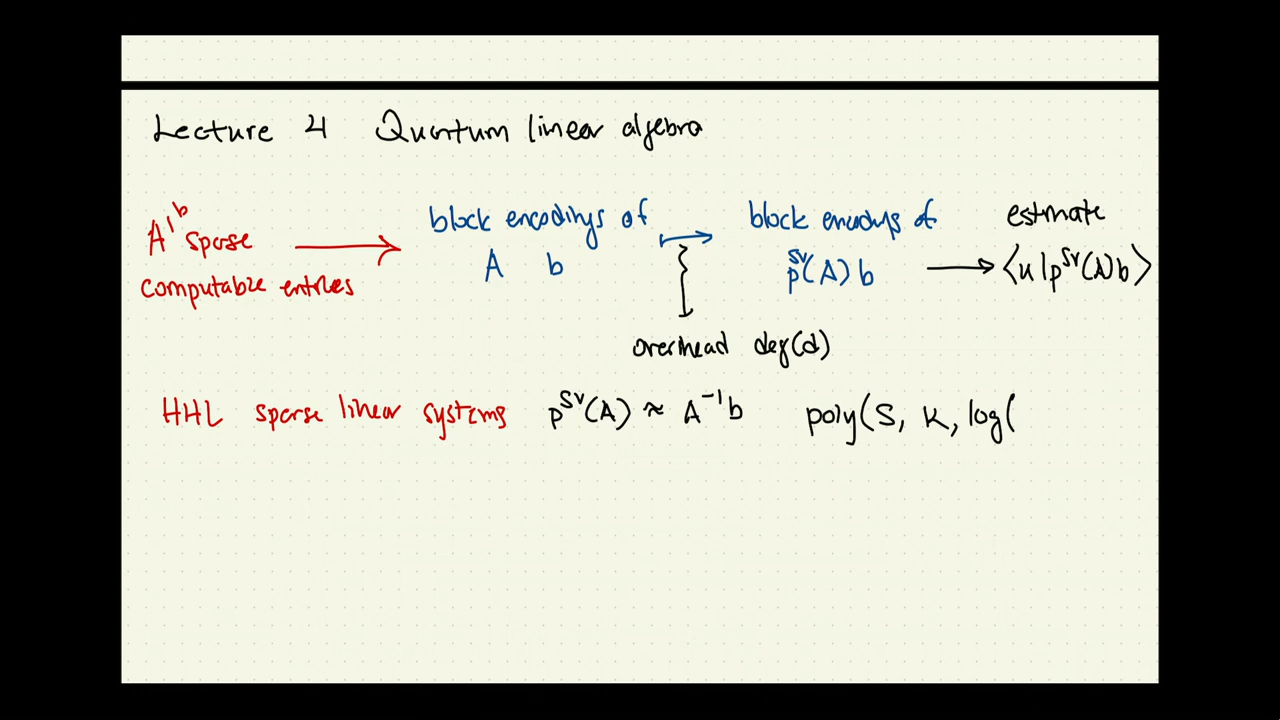 Lecture 4 Quantum linear algebra
A, b sparse computable entries ⟶ block encodings of A b ↦ block encodings of p^SV(A) b ⟶ estimate ⟨u|p^SV(A)b⟩
overhead deg(d)
HHL sparse linear systems p^SV(A) ≈ A^-1 b poly(S, K, log(